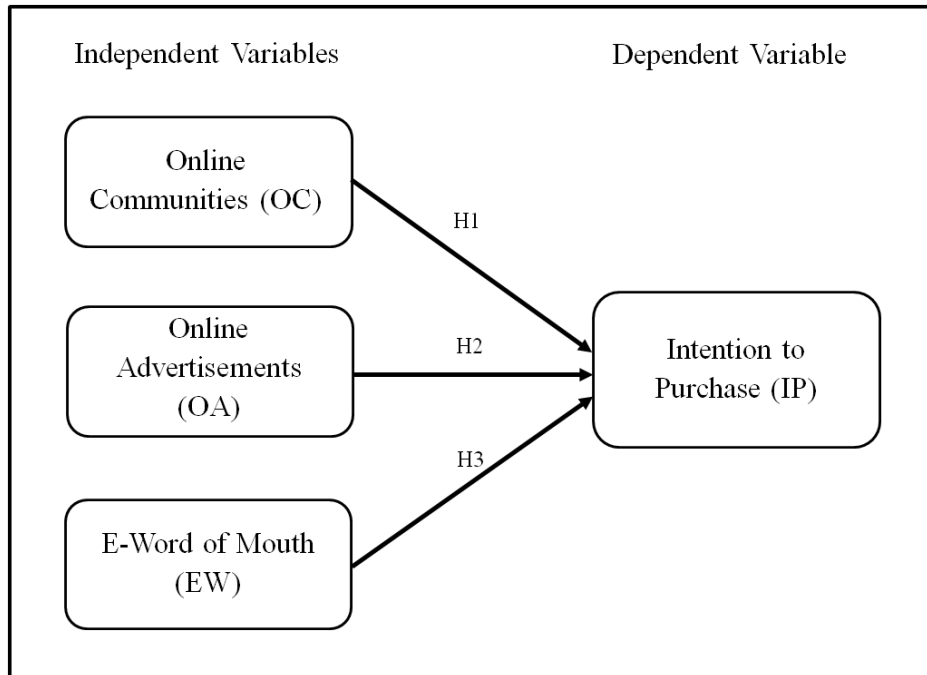 Independent Variables
Dependent Variable
Online
Communities (OC)
H1
Online
Advertisements
(OA)
H2
Intention to
Purchase (IP)
H3
E-Word of Mouth
(EW)